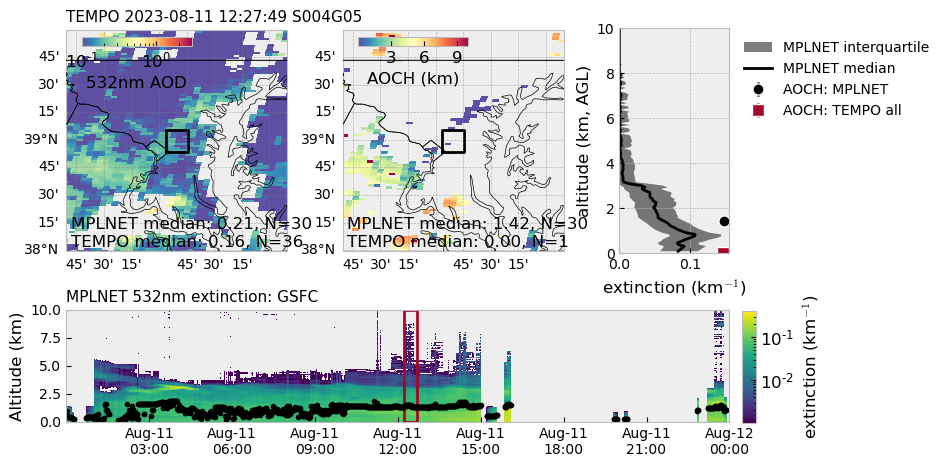 TEMPO 2023-08-11 12:27:49 S004G05
10⁻¹ 10⁰
532nm AOD
45' 30' 15' 39°N 45' 30' 15' 38°N
MPLNET median: 0.21, N=30
TEMPO median: 0.16, N=36
45' 30' 15' 45' 30' 15'
3 6 9
AOCH (km)
45' 30' 15' 39°N 45' 30' 15' 38°N
MPLNET median: 1.42, N=30
TEMPO median: 0.00, N=1
45' 30' 15' 45' 30' 15'
altitude (km, AGL)
10 8 6 4 2 0
0.0 0.1
extinction (km⁻¹)
MPLNET interquartile
MPLNET median
AOCH: MPLNET
AOCH: TEMPO all
MPLNET 532nm extinction: GSFC
Altitude (km)
10.0 7.5 5.0 2.5 0.0
Aug-11 Aug-11 Aug-11 Aug-11 Aug-11 Aug-11 Aug-11 Aug-12
03:00 06:00 09:00 12:00 15:00 18:00 21:00 00:00
10⁻¹
10⁻²
extinction (km⁻¹)